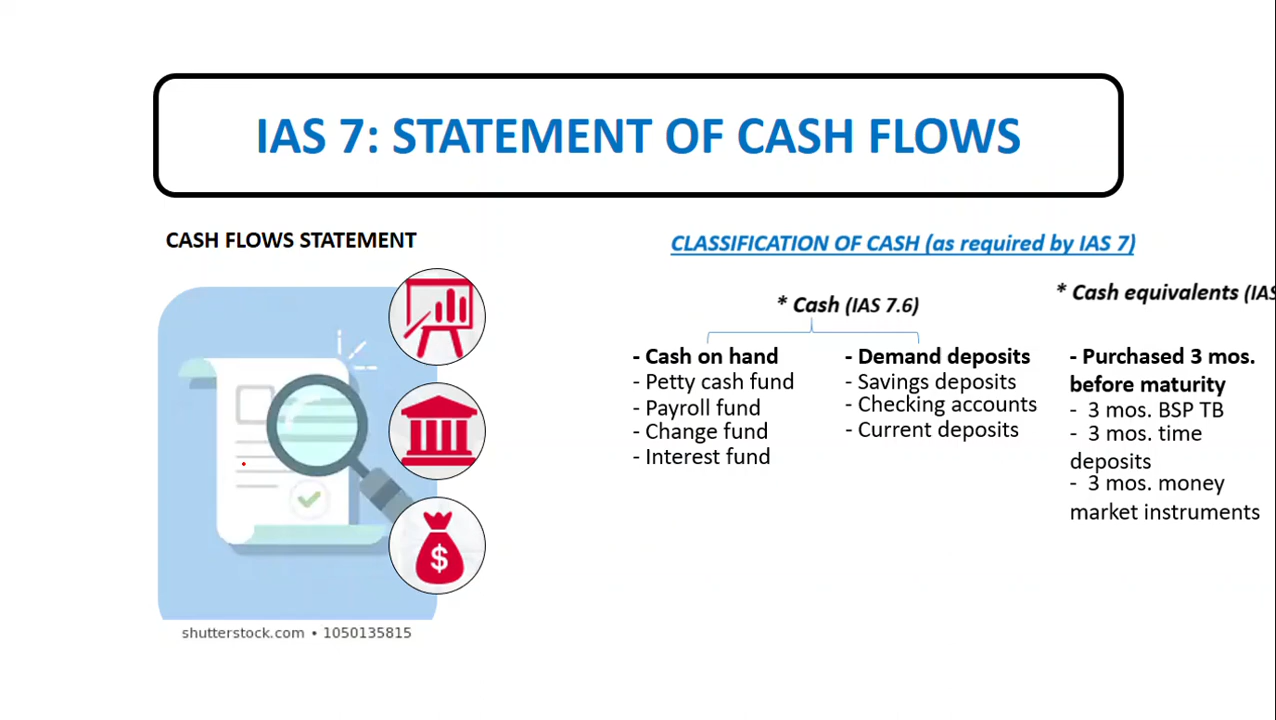 IAS 7: STATEMENT OF CASH FLOWS
CASH FLOWS STATEMENT
$
shutterstock.com • 1050135815
CLASSIFICATION OF CASH (as required by IAS 7)
* Cash (IAS 7.6)
- Cash on hand
- Petty cash fund
- Payroll fund
- Change fund
- Interest fund
- Demand deposits
- Savings deposits
- Checking accounts
- Current deposits
* Cash equivalents (IAS
- Purchased 3 mos.
before maturity
- 3 mos. BSP TB
- 3 mos. time
deposits
- 3 mos. money
market instruments